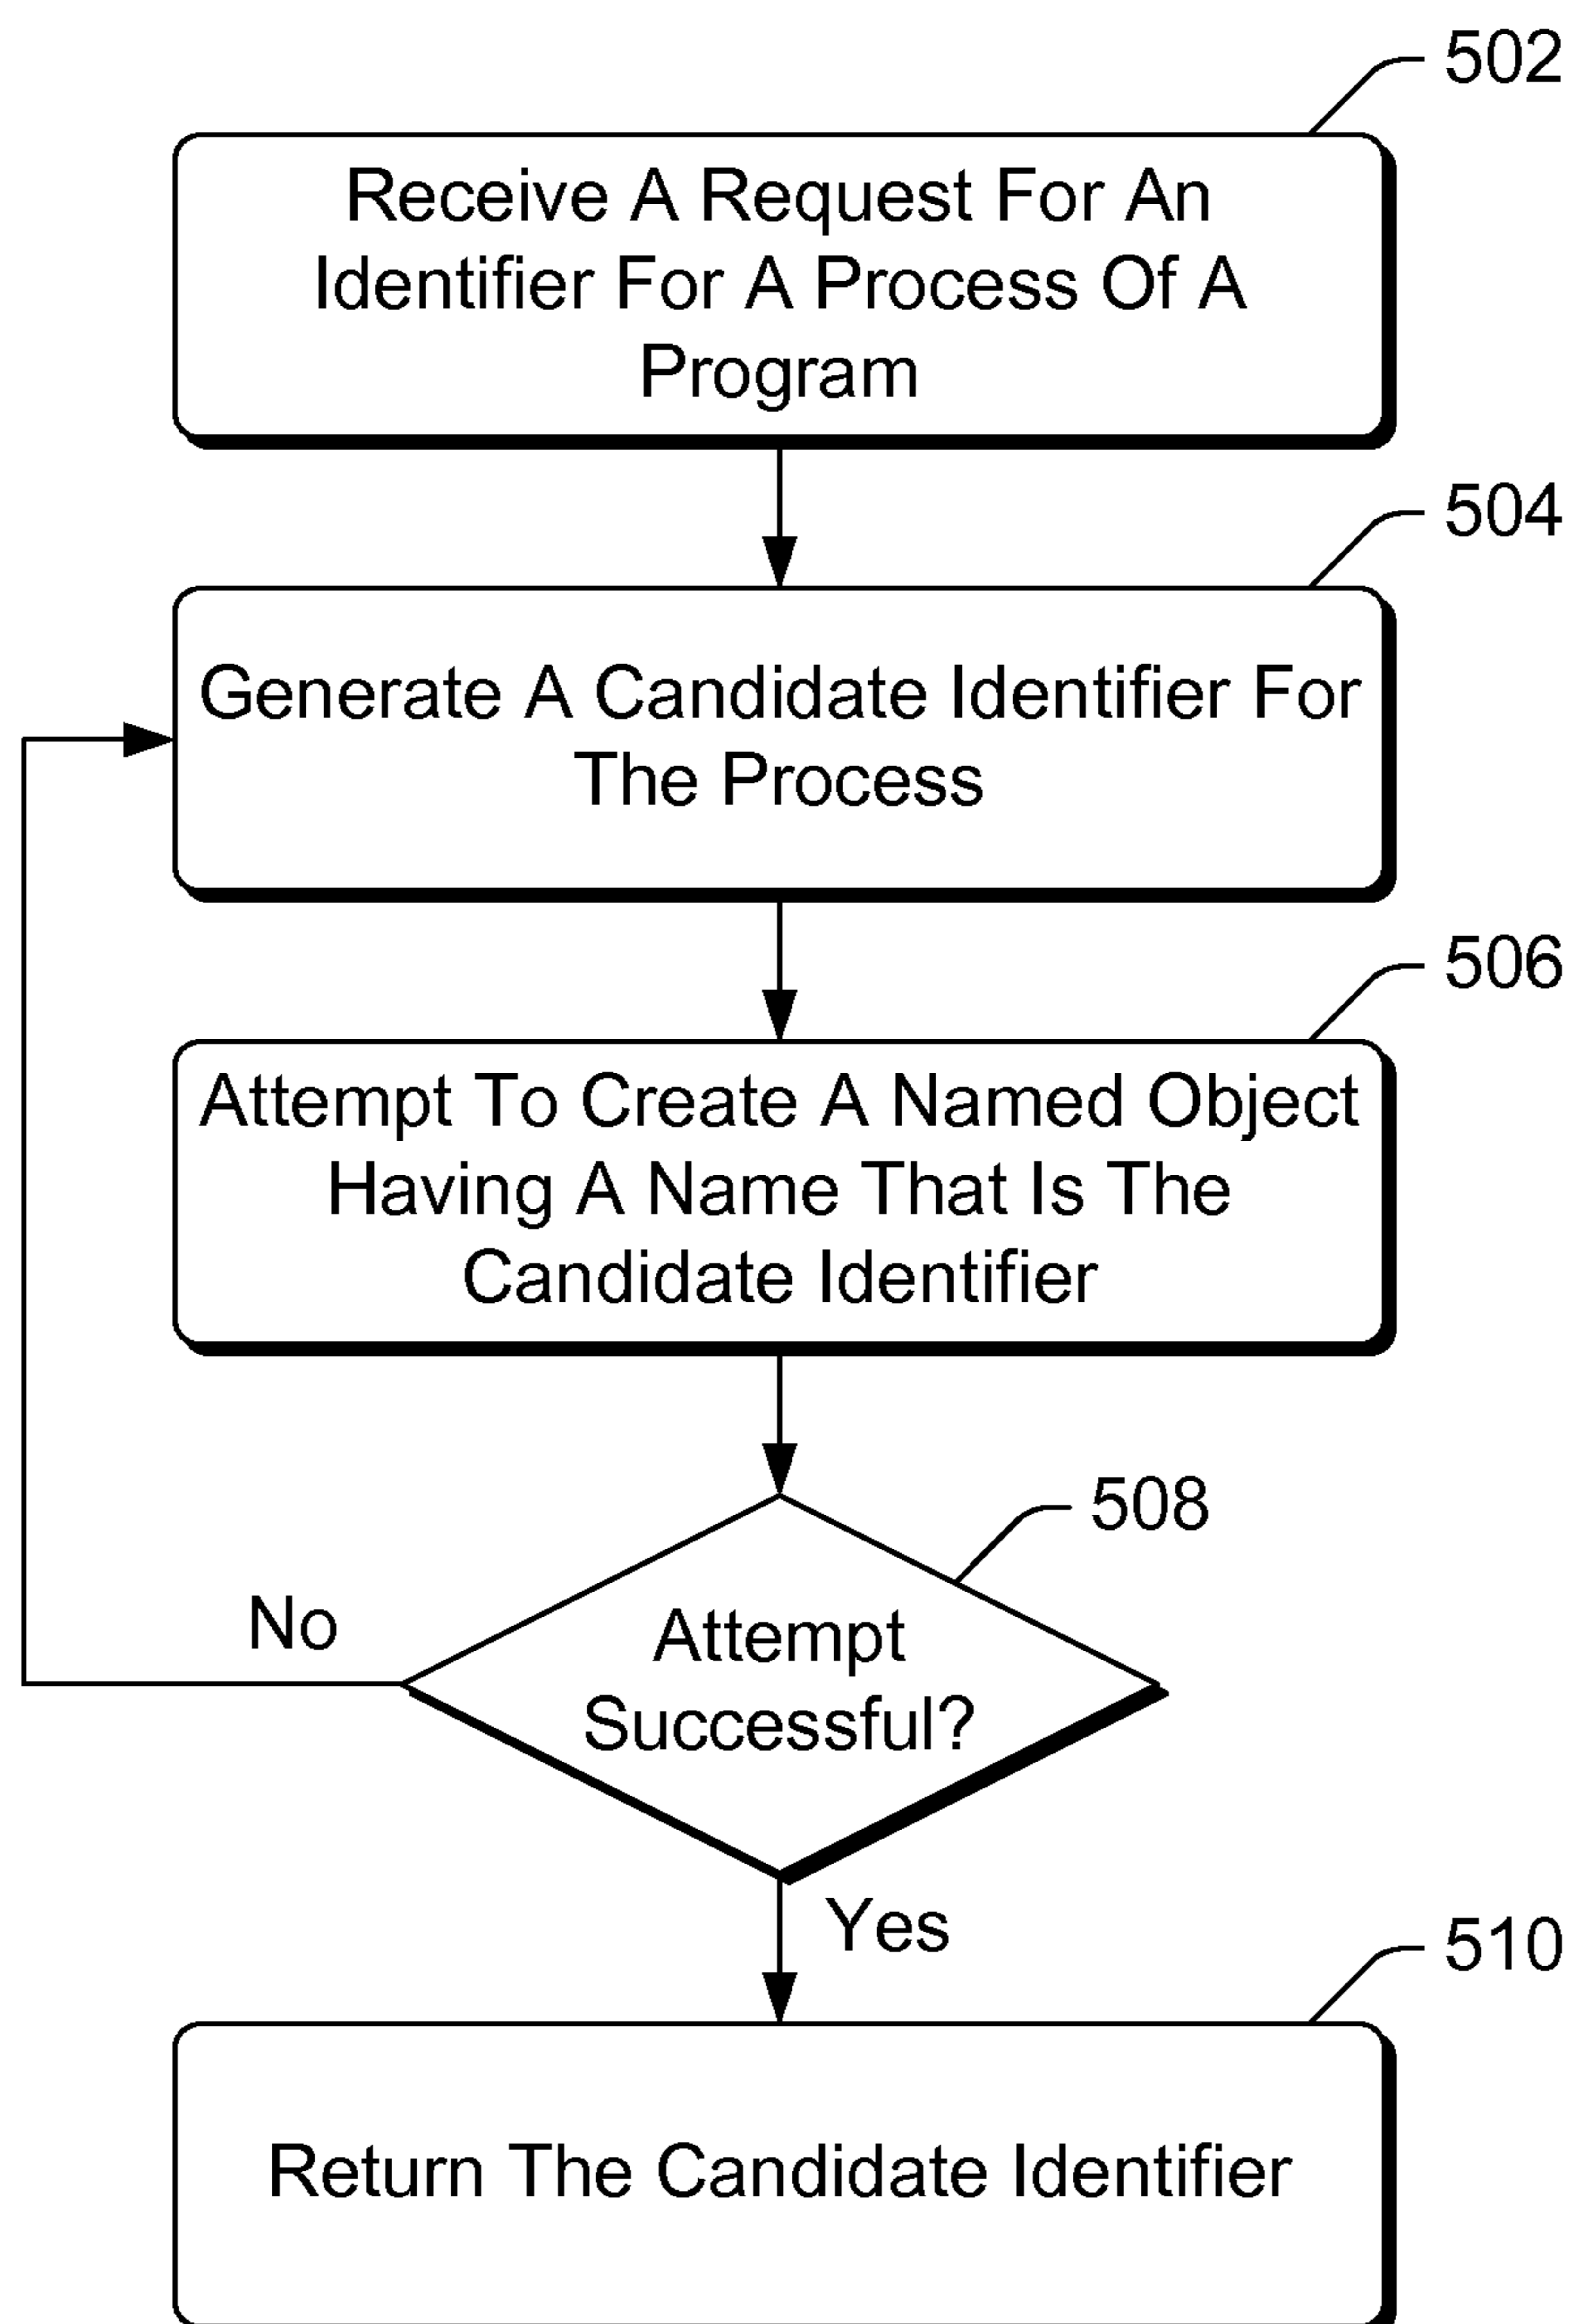 502
Receive A Request For An
Identifier For A Process Of A
Program
504
Generate A Candidate Identifier For
The Process
506
Attempt To Create A Named Object
Having A Name That Is The
Candidate Identifier
508
No
Attempt
Successful?
Yes
510
Return The Candidate Identifier